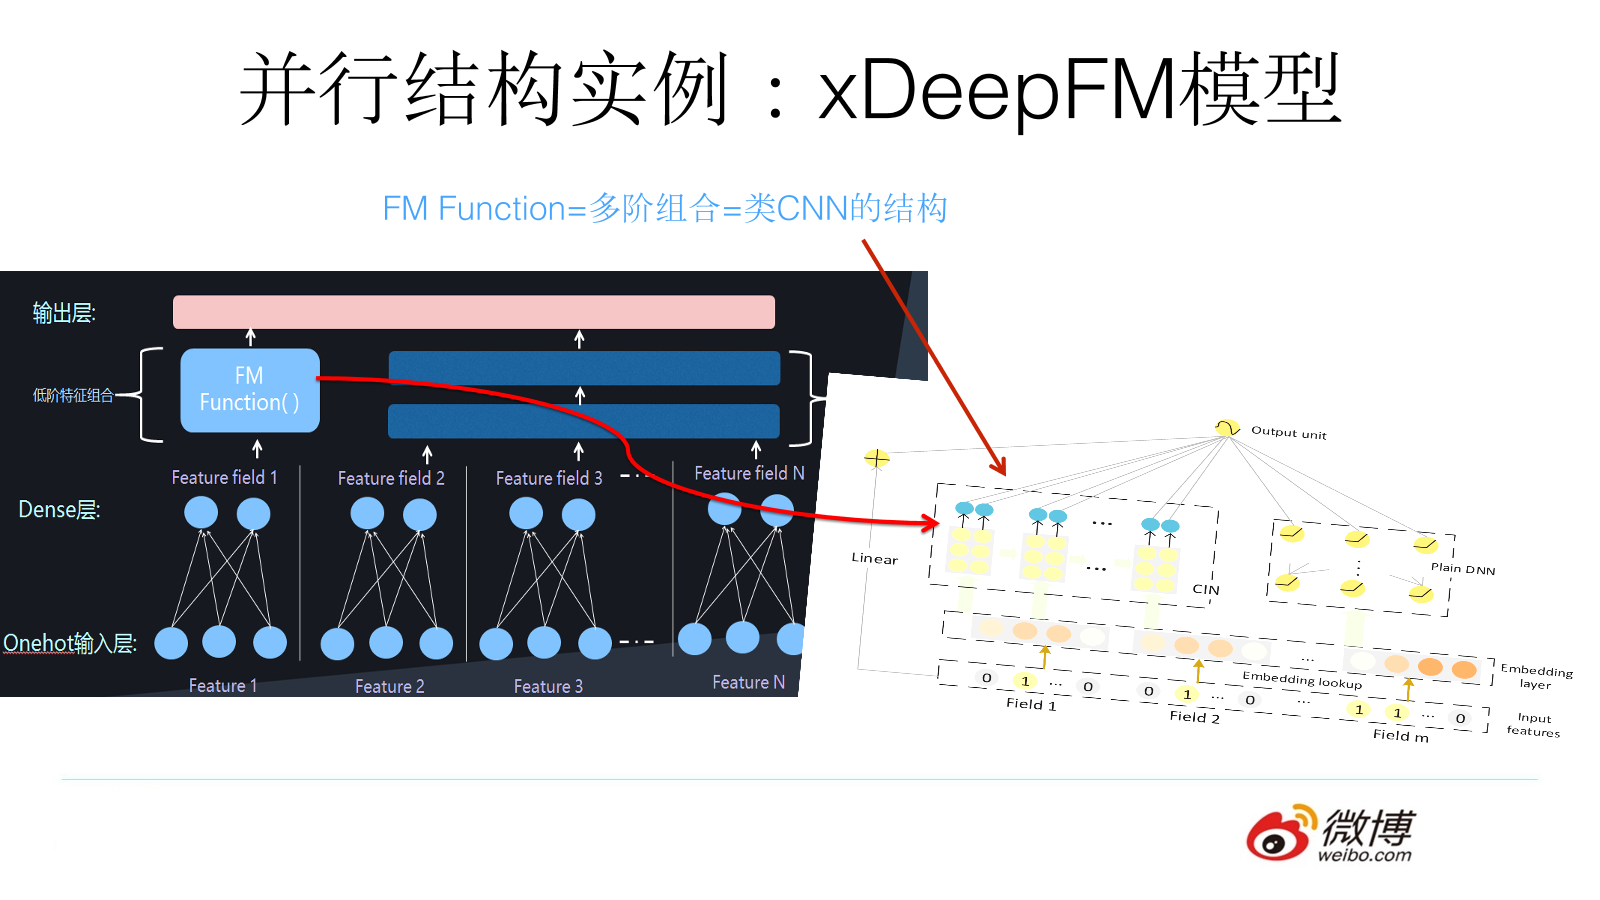 并行结构实例：xDeepFM模型
FM Function=多阶组合=类CNN的结构
输出层:
FM
Function( )
低阶特征组合
Feature field 1
Feature field 2
Feature field 3
Feature field N
Dense层:
Onehot输入层:
Feature 1
Feature 2
Feature 3
Feature N
Output unit
Linear
...
...
CIN
Plain DNN
...
Embedding
layer
Embedding lookup
0 1 ... 0
0 1 ... 0
...
1 1 ... 0
Input
features
Field 1
Field 2
Field m
微博
weibo.com